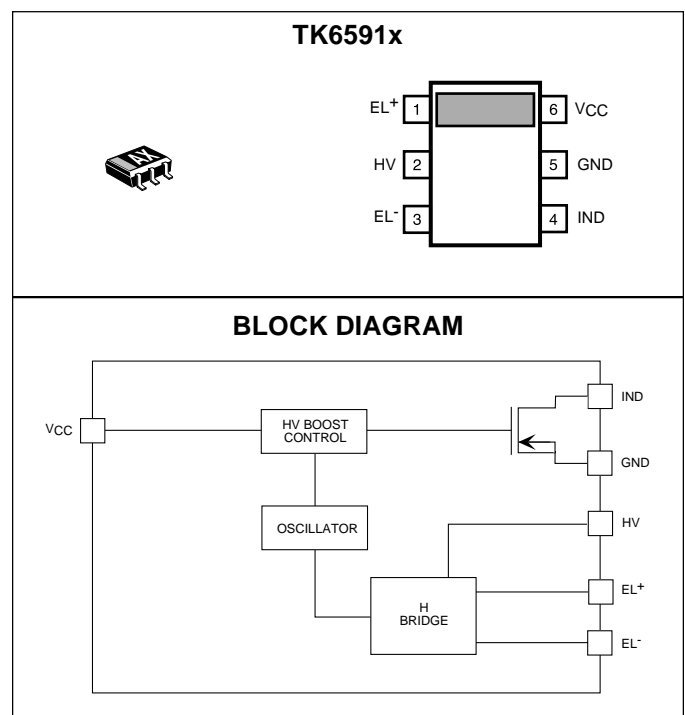 TK6591x
EL+ 1
6 VCC
HV 2
5 GND
EL- 3
4 IND
AX
BLOCK DIAGRAM
VCC
HV BOOST
CONTROL
IND
GND
OSCILLATOR
HV
H
BRIDGE
EL+
EL-